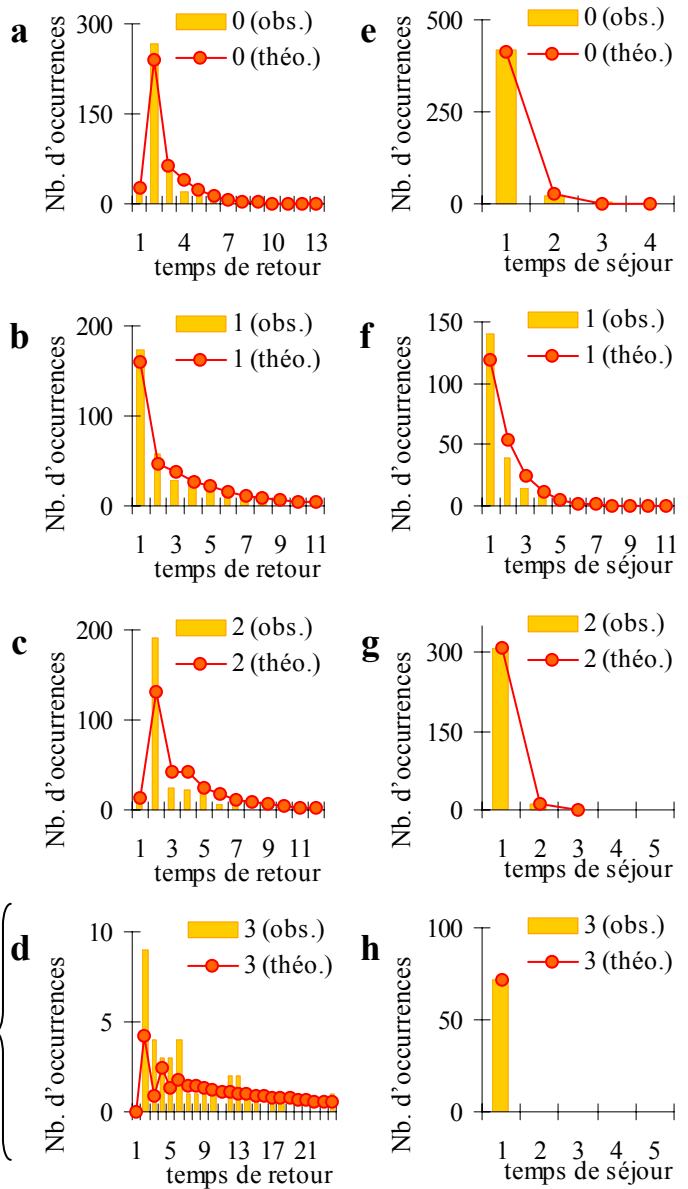 a
Nb. d'occurrences
300
150
0
0 (obs.)
0 (théo.)
1 4 7 10 13
temps de retour
e
Nb. d'occurrences
500
250
0
0 (obs.)
0 (théo.)
1 2 3 4
temps de séjour
b
Nb. d'occurrences
200
100
0
1 (obs.)
1 (théo.)
1 3 5 7 9 11
temps de retour
f
Nb. d'occurrences
150
100
50
0
1 (obs.)
1 (théo.)
1 3 5 7 9 11
temps de séjour
c
Nb. d'occurrences
200
100
0
2 (obs.)
2 (théo.)
1 3 5 7 9 11
temps de retour
g
Nb. d'occurrences
300
150
0
2 (obs.)
2 (théo.)
1 2 3 4 5
temps de séjour
d
Nb. d'occurrences
10
5
0
3 (obs.)
3 (théo.)
1 5 9 13 17 21
temps de retour
h
Nb. d'occurrences
100
50
0
3 (obs.)
3 (théo.)
1 2 3 4 5
temps de séjour